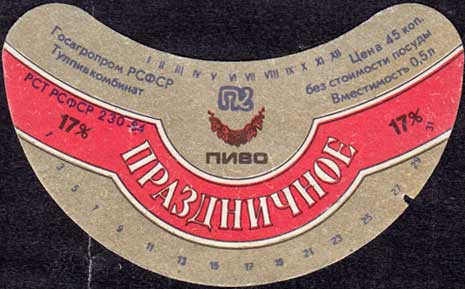 Госагропром РСФСР
Тулпивкомбинат
РСТ РСФСР 230-84
I II III IV V VI VII VIII IX X XI XII
Цена 45 коп.
без стоимости посуды
Вместимость 0,5 л
ПИВО
17% ПРАЗДНИЧНОЕ 17%
1 3 5 7 9 11 13 15 17 19 21 23 25 27 29 31